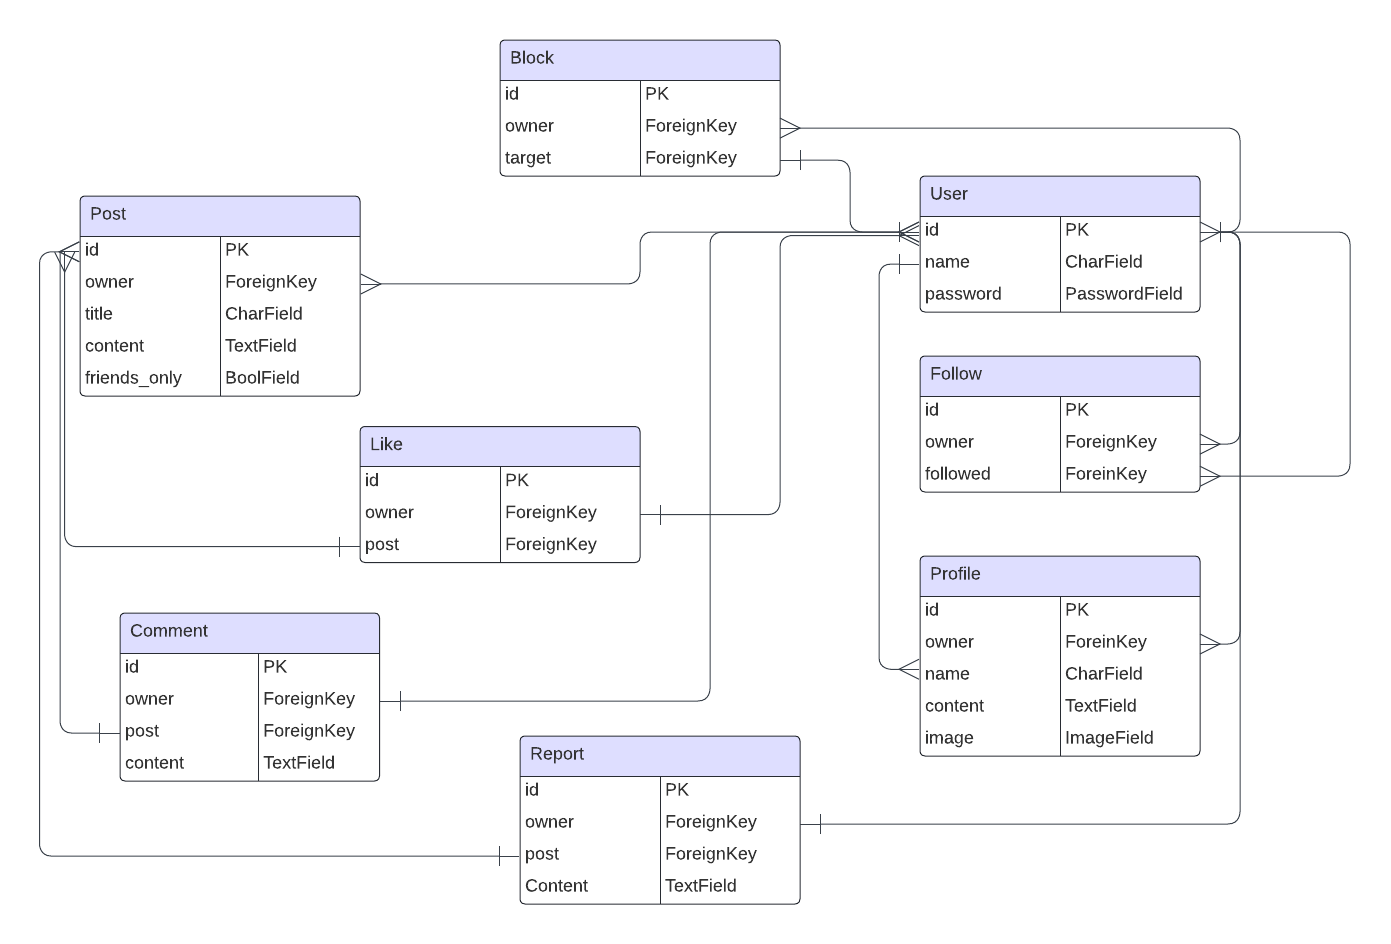 Block
id PK
owner ForeignKey
target ForeignKey
User
id PK
name CharField
password PasswordField
Post
id PK
owner ForeignKey
title CharField
content TextField
friends_only BoolField
Follow
id PK
owner ForeignKey
followed ForeinKey
Like
id PK
owner ForeignKey
post ForeignKey
Profile
id PK
owner ForeinKey
name CharField
content TextField
image ImageField
Comment
id PK
owner ForeignKey
post ForeignKey
content TextField
Report
id PK
owner ForeignKey
post ForeignKey
Content TextField